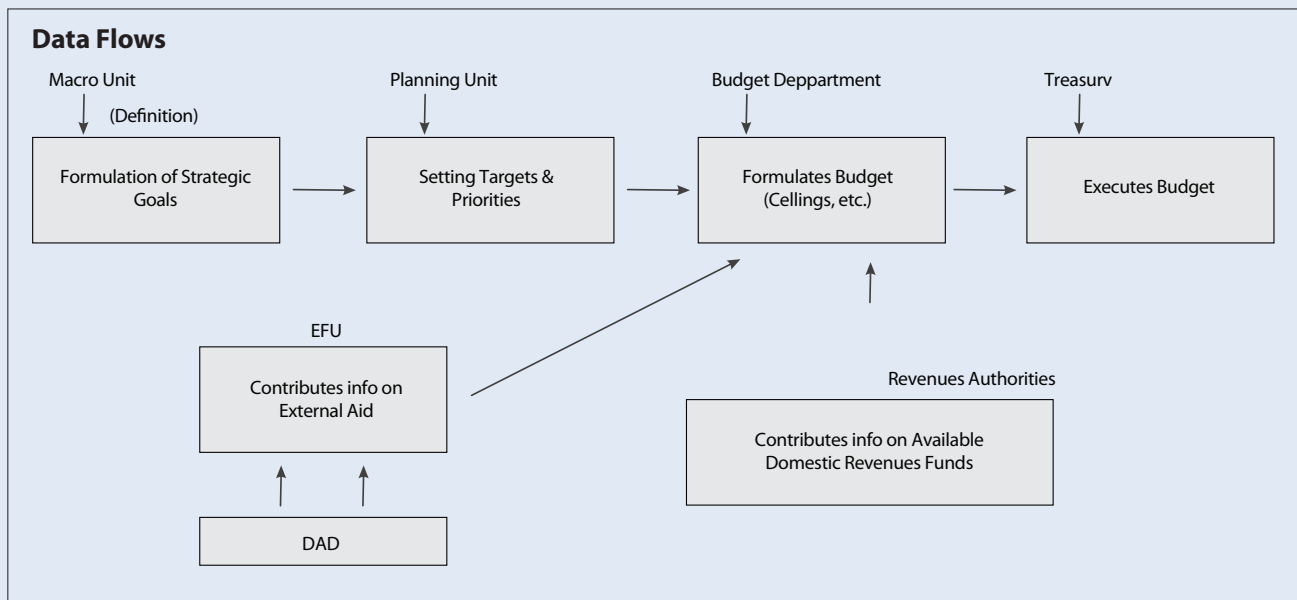 Data Flows
Macro Unit
(Definition)
Planning Unit
Budget Deppartment
Treasurv
Formulation of Strategic
Goals
Setting Targets &
Priorities
Formulates Budget
(Cellings, etc.)
Executes Budget
EFU
Contributes info on
External Aid
Revenues Authorities
Contributes info on Available
Domestic Revenues Funds
DAD